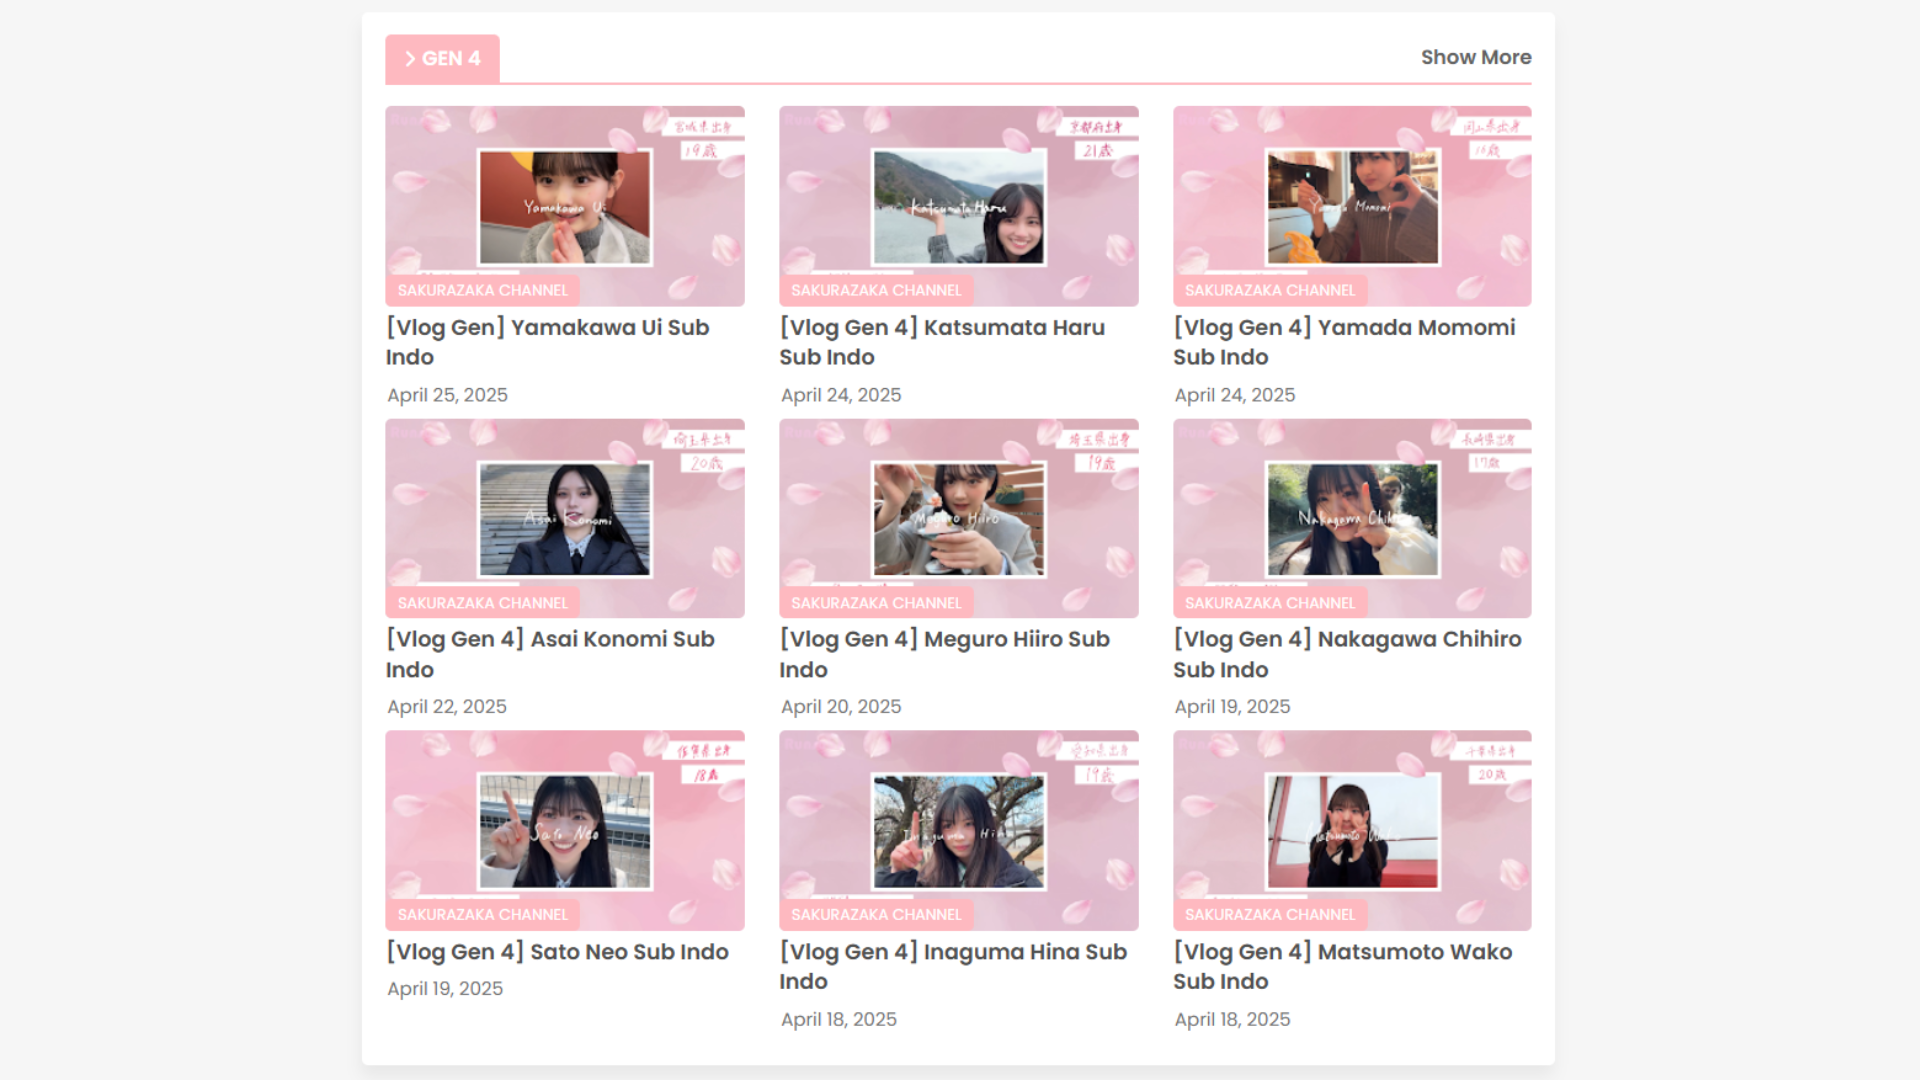 GEN 4
Show More
宮城県出身
19歳
Yamakawa Ui
SAKURAZAKA CHANNEL
[Vlog Gen] Yamakawa Ui Sub
Indo
April 25, 2025
京都府出身
21歳
Katsumata Haru
SAKURAZAKA CHANNEL
[Vlog Gen 4] Katsumata Haru
Sub Indo
April 24, 2025
岡山県出身
16歳
Yamada Momomi
SAKURAZAKA CHANNEL
[Vlog Gen 4] Yamada Momomi
Sub Indo
April 24, 2025
埼玉県出身
20歳
Asai Konomi
SAKURAZAKA CHANNEL
[Vlog Gen 4] Asai Konomi Sub
Indo
April 22, 2025
埼玉県出身
19歳
Meguro Hiiro
SAKURAZAKA CHANNEL
[Vlog Gen 4] Meguro Hiiro Sub
Indo
April 20, 2025
長崎県出身
17歳
Nakagawa Chihiro
SAKURAZAKA CHANNEL
[Vlog Gen 4] Nakagawa Chihiro
Sub Indo
April 19, 2025
佐賀県出身
18歳
Sato Neo
SAKURAZAKA CHANNEL
[Vlog Gen 4] Sato Neo Sub Indo
April 19, 2025
愛知県出身
19歳
Inaguma Hina
SAKURAZAKA CHANNEL
[Vlog Gen 4] Inaguma Hina Sub
Indo
April 18, 2025
千葉県出身
20歳
Matsumoto Wako
SAKURAZAKA CHANNEL
[Vlog Gen 4] Matsumoto Wako
Sub Indo
April 18, 2025